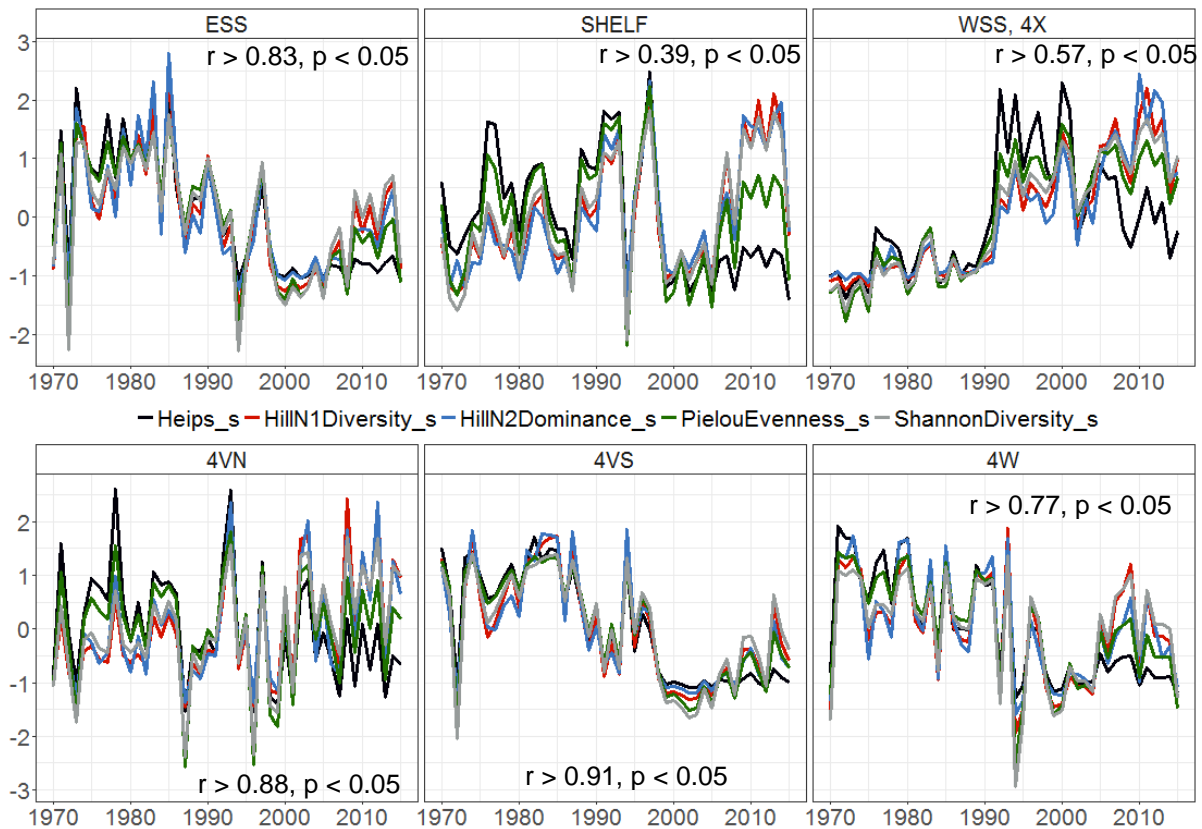 ESS SHELF WSS, 4X
r > 0.83, p < 0.05 r > 0.39, p < 0.05 r > 0.57, p < 0.05
3
2
1
0
-1
-2
1970 1980 1990 2000 2010 1970 1980 1990 2000 2010 1970 1980 1990 2000 2010
Heips_s HillN1Diversity_s HillN2Dominance_s PielouEvenness_s ShannonDiversity_s
4VN 4VS 4W
r > 0.77, p < 0.05
2
1
0
-1
-2
r > 0.88, p < 0.05 r > 0.91, p < 0.05
-3
1970 1980 1990 2000 2010 1970 1980 1990 2000 2010 1970 1980 1990 2000 2010